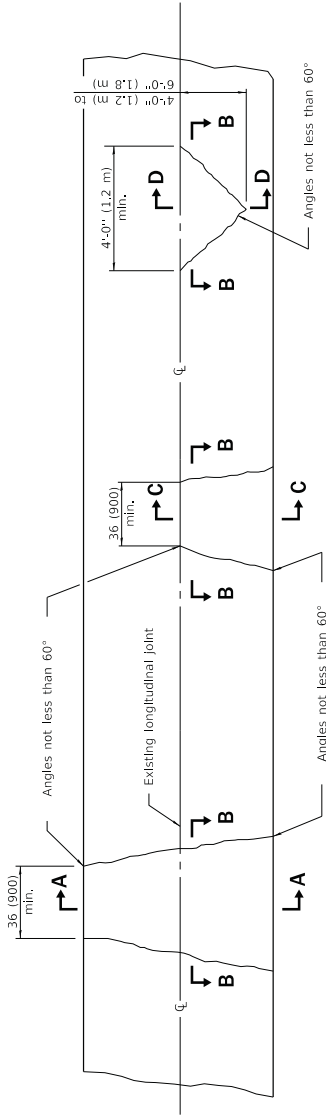 36 (900)
min.
A
A
B
B
℄
Angles not less than 60°
Existing longitudinal joint
Angles not less than 60°
36 (900)
min.
C
C
B
B
℄
4'-0" (1.2 m)
min.
D
D
B
B
4'-0" (1.2 m) to
6'-0" (1.8 m)
Angles not less than 60°